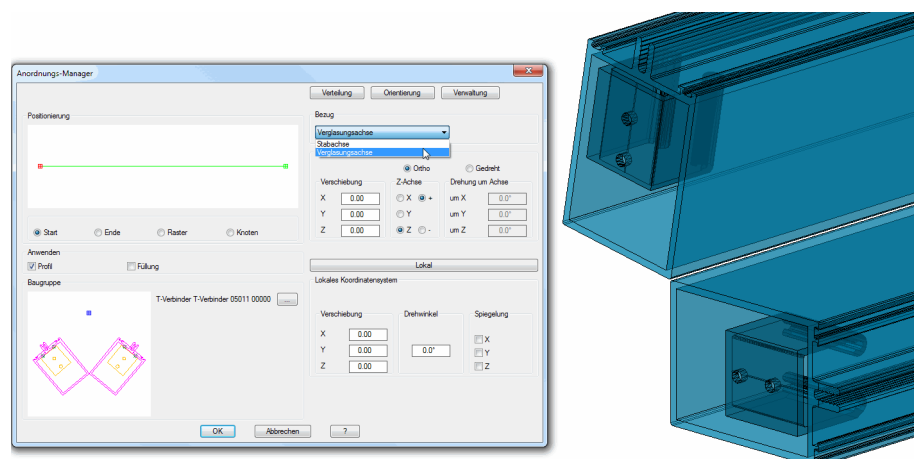 Anordnungs-Manager
x
Verteilung Orientierung Verwaltung
Positionierung
Bezug
Verglasungsachse
Stabachse
Verglasungsachse
Ortho Gedreht
Verschiebung Z-Achse Drehung um Achse
X 0.00 X + um X 0.0°
Y 0.00 Y um Y 0.0°
Z 0.00 Z - um Z 0.0°
Start Ende Raster Knoten
Anwenden
Profil Füllung
Lokal
Baugruppe
Lokales Koordinatensystem
T-Verbinder T-Verbinder 05011 00000 ...
Verschiebung Drehwinkel Spiegelung
X 0.00 X
Y 0.00 0.0° Y
Z 0.00 Z
OK Abbrechen ?